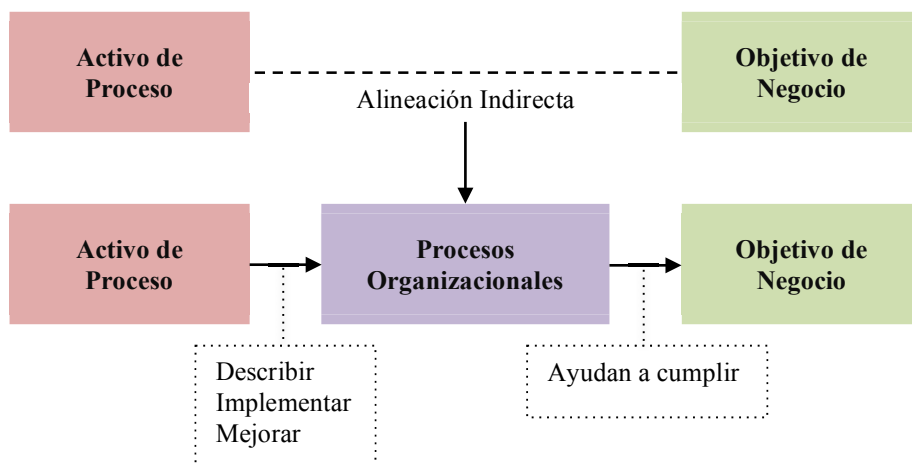 Activo de
Proceso
Objetivo de
Negocio
Alineación Indirecta
Activo de
Proceso
Procesos
Organizacionales
Objetivo de
Negocio
Describir
Implementar
Mejorar
Ayudan a cumplir